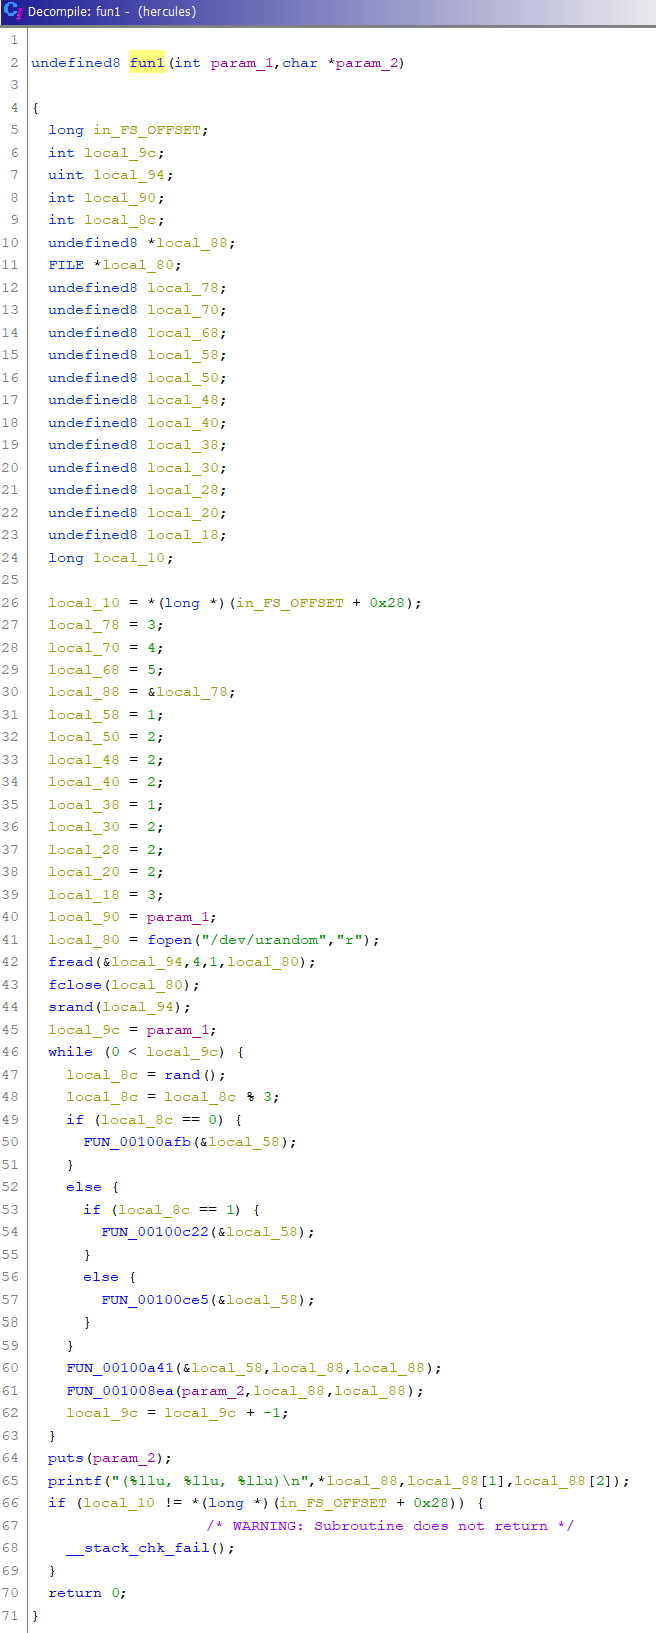 Decompile: fun1 - (hercules)
1
2 undefined8 fun1(int param_1,char *param_2)
3
4 {
5 long in_FS_OFFSET;
6 int local_9c;
7 uint local_94;
8 int local_90;
9 int local_8c;
10 undefined8 *local_88;
11 FILE *local_80;
12 undefined8 local_78;
13 undefined8 local_70;
14 undefined8 local_68;
15 undefined8 local_58;
16 undefined8 local_50;
17 undefined8 local_48;
18 undefined8 local_40;
19 undefined8 local_38;
20 undefined8 local_30;
21 undefined8 local_28;
22 undefined8 local_20;
23 undefined8 local_18;
24 long local_10;
25
26 local_10 = *(long *)(in_FS_OFFSET + 0x28);
27 local_78 = 3;
28 local_70 = 4;
29 local_68 = 5;
30 local_88 = &local_78;
31 local_58 = 1;
32 local_50 = 2;
33 local_48 = 2;
34 local_40 = 2;
35 local_38 = 1;
36 local_30 = 2;
37 local_28 = 2;
38 local_20 = 2;
39 local_18 = 3;
40 local_90 = param_1;
41 local_80 = fopen("/dev/urandom","r");
42 fread(&local_94,4,1,local_80);
43 fclose(local_80);
44 srand(local_94);
45 local_9c = param_1;
46 while (0 < local_9c) {
47 local_8c = rand();
48 local_8c = local_8c % 3;
49 if (local_8c == 0) {
50 FUN_00100afb(&local_58);
51 }
52 else {
53 if (local_8c == 1) {
54 FUN_00100c22(&local_58);
55 }
56 else {
57 FUN_00100ce5(&local_58);
58 }
59 }
60 FUN_00100a41(&local_58,local_88,local_88);
61 FUN_001008ea(param_2,local_88,local_88);
62 local_9c = local_9c + -1;
63 }
64 puts(param_2);
65 printf("(%llu, %llu, %llu)\n",*local_88,local_88[1],local_88[2]);
66 if (local_10 != *(long *)(in_FS_OFFSET + 0x28)) {
67 /* WARNING: Subroutine does not return */
68 __stack_chk_fail();
69 }
70 return 0;
71 }